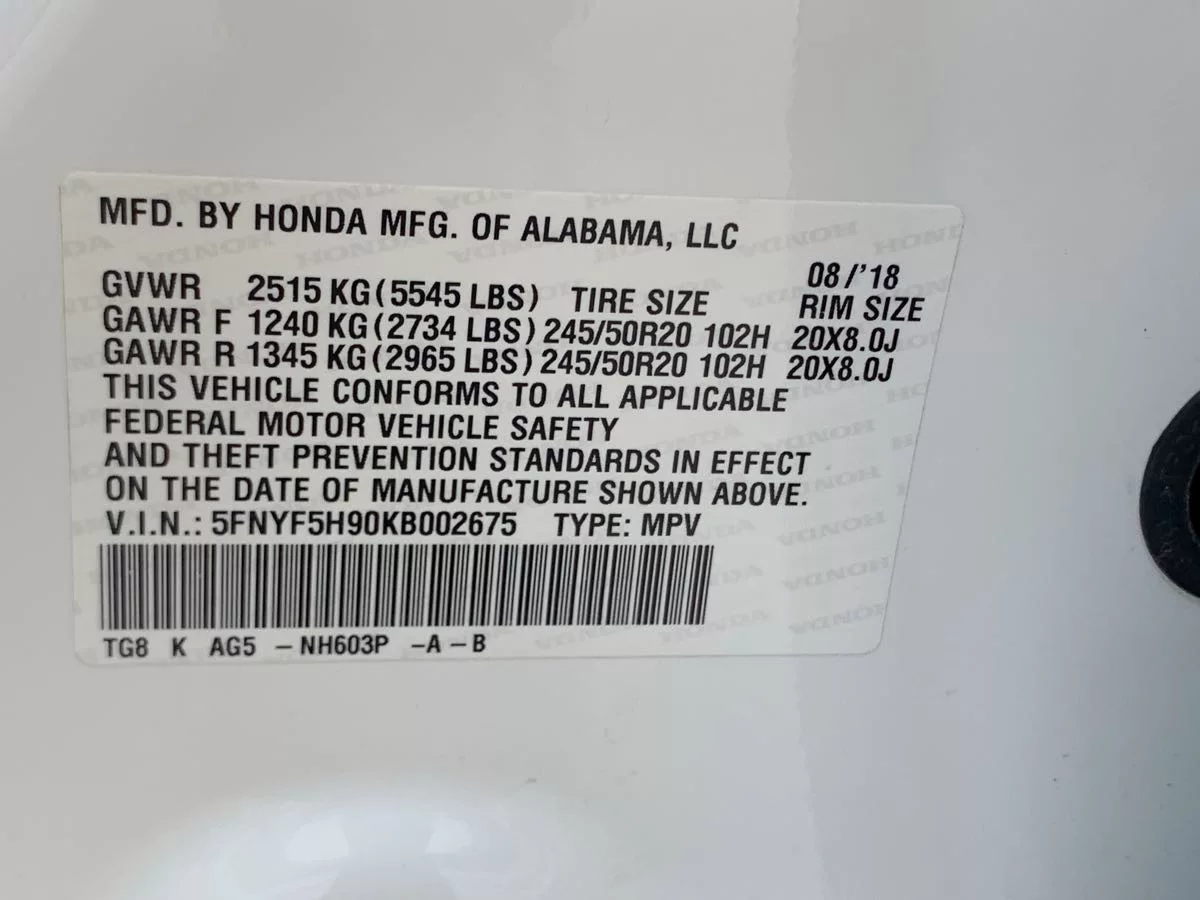 MFD. BY HONDA MFG. OF ALABAMA, LLC
08/'18
GVWR 2515 KG (5545 LBS) TIRE SIZE RIM SIZE
GAWR F 1240 KG (2734 LBS) 245/50R20 102H 20X8.0J
GAWR R 1345 KG (2965 LBS) 245/50R20 102H 20X8.0J
THIS VEHICLE CONFORMS TO ALL APPLICABLE
FEDERAL MOTOR VEHICLE SAFETY
AND THEFT PREVENTION STANDARDS IN EFFECT
ON THE DATE OF MANUFACTURE SHOWN ABOVE.
V.I.N.: 5FNYF5H90KB002675 TYPE: MPV
TG8 K AG5 -NH603P -A-B